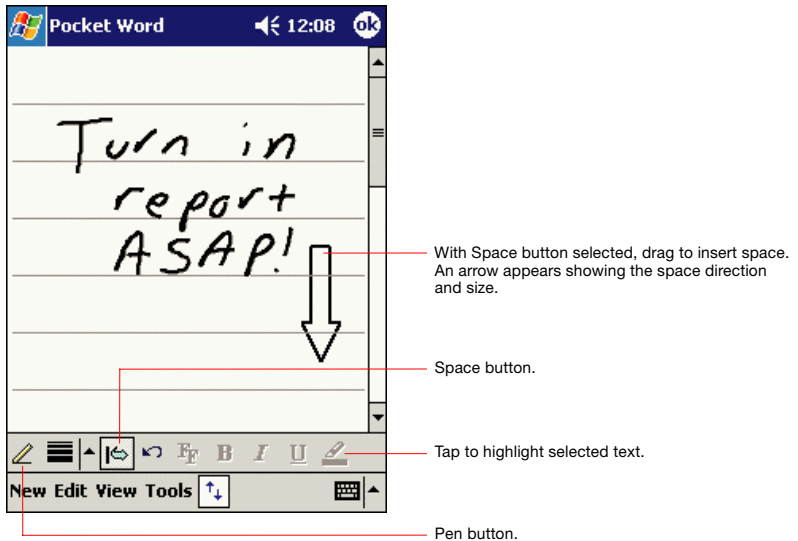 Pocket Word 12:08 ok
Turn in
report
ASAP!
With Space button selected, drag to insert space.
An arrow appears showing the space direction
and size.
Space button.
FF B I U
Tap to highlight selected text.
New Edit View Tools
Pen button.